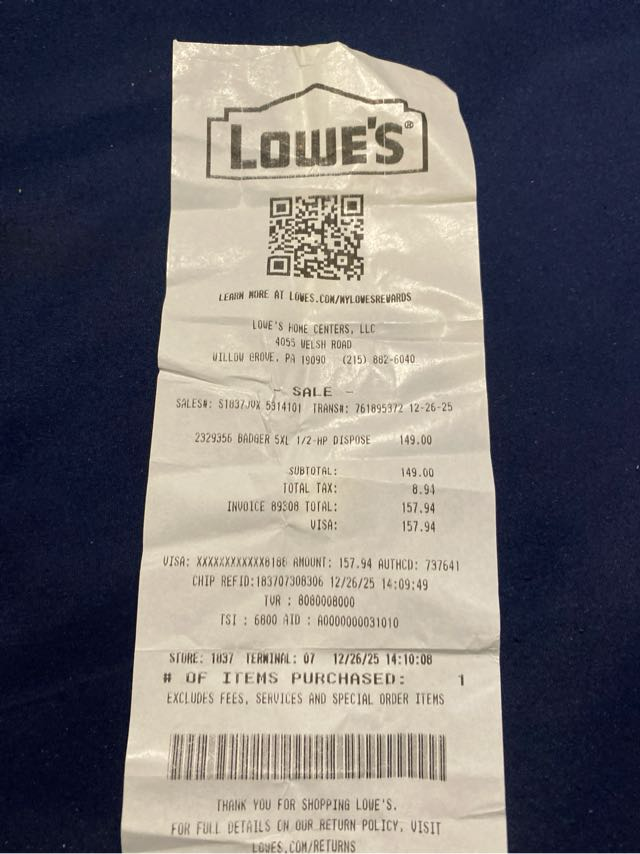 LOWE'S®
LEARN MORE AT LOWES.COM/MYLOWESREWARDS
LOWE'S HOME CENTERS, LLC
4055 WELSH ROAD
WILLOW GROVE, PA 19090 (215) 882-6040
- SALE -
SALES#: S1837JVX 5314101 TRANS#: 761895372 12-26-25
2329356 BADGER 5XL 1/2-HP DISPOSE 149.00
SUBTOTAL: 149.00
TOTAL TAX: 8.94
INVOICE 89308 TOTAL: 157.94
VISA: 157.94
VISA: XXXXXXXXXXXX8186 AMOUNT: 157.94 AUTHCD: 737641
CHIP REFID:183707308306 12/26/25 14:09:49
TVR : 8080008000
TSI : 6800 AID : A0000000031010
STORE: 1837 TERMINAL: 07 12/26/25 14:10:08
# OF ITEMS PURCHASED: 1
EXCLUDES FEES, SERVICES AND SPECIAL ORDER ITEMS
THANK YOU FOR SHOPPING LOWE'S.
FOR FULL DETAILS ON OUR RETURN POLICY, VISIT
LOWES.COM/RETURNS